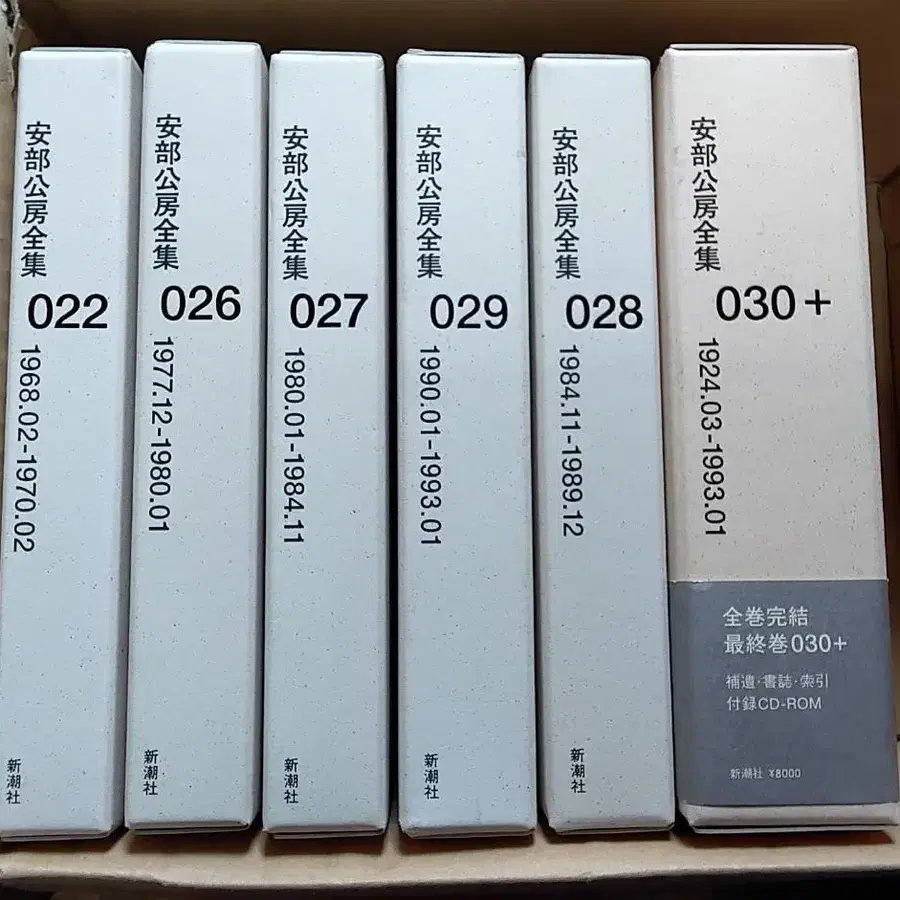 安部公房全集
022
1968.02-1970.02
新潮社
安部公房全集
026
1977.12-1980.01
新潮社
安部公房全集
027
1980.01-1984.11
新潮社
安部公房全集
029
1990.01-1993.01
新潮社
安部公房全集
028
1984.11-1989.12
新潮社
安部公房全集
030+
1924.03-1993.01
全巻完結
最終巻030+
補遺・書誌・索引
付録CD-ROM
新潮社 ¥8000